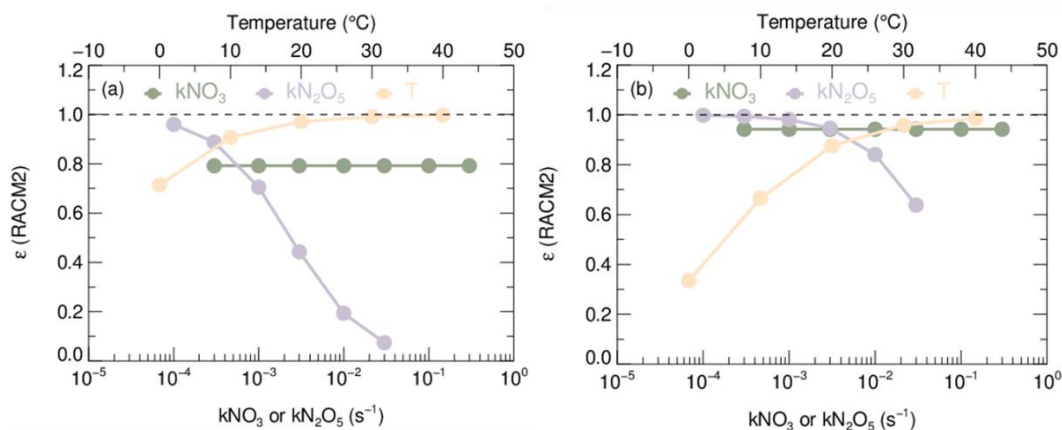 Temperature (°C)
-10 0 10 20 30 40 50
1.2
(a) kNO₃ kN₂O₅ T
1.0
0.8
0.6
0.4
0.2
0.0
ε (RACM2)
10⁻⁵ 10⁻⁴ 10⁻³ 10⁻² 10⁻¹ 10⁰
kNO₃ or kN₂O₅ (s⁻¹)
Temperature (°C)
-10 0 10 20 30 40 50
1.2
(b) kNO₃ kN₂O₅ T
1.0
0.8
0.6
0.4
0.2
0.0
ε (RACM2)
10⁻⁵ 10⁻⁴ 10⁻³ 10⁻² 10⁻¹ 10⁰
kNO₃ or kN₂O₅ (s⁻¹)